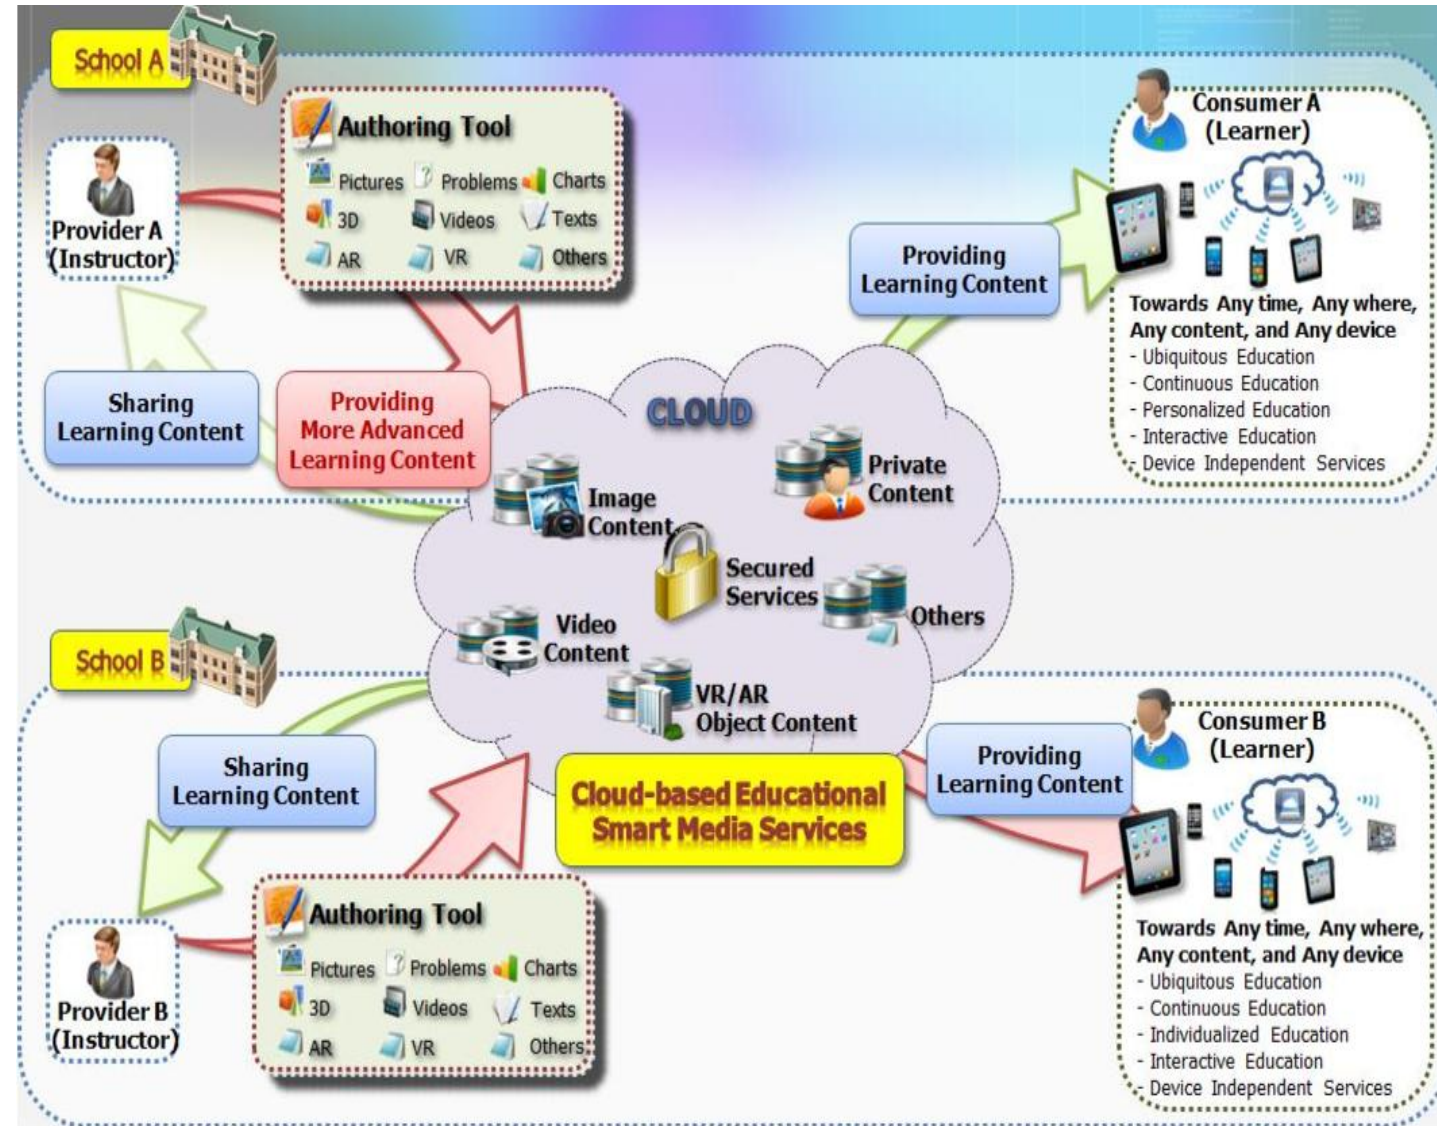 School A
Authoring Tool
Pictures
Problems
Charts
3D
Videos
Texts
AR
VR
Others
Provider A
(Instructor)
Consumer A
(Learner)
Providing
Learning Content
Towards Any time, Any where,
Any content, and Any device
- Ubiquitous Education
- Continuous Education
- Personalized Education
- Interactive Education
- Device Independent Services
Sharing
Learning Content
Providing
More Advanced
Learning Content
CLOUD
Image
Content
Private
Content
Secured
Services
Others
Video
Content
VR/AR
Object Content
Cloud-based Educational
Smart Media Services
School B
Sharing
Learning Content
Providing
Learning Content
Consumer B
(Learner)
Authoring Tool
Pictures
Problems
Charts
3D
Videos
Texts
AR
VR
Others
Provider B
(Instructor)
Towards Any time, Any where,
Any content, and Any device
- Ubiquitous Education
- Continuous Education
- Individualized Education
- Interactive Education
- Device Independent Services